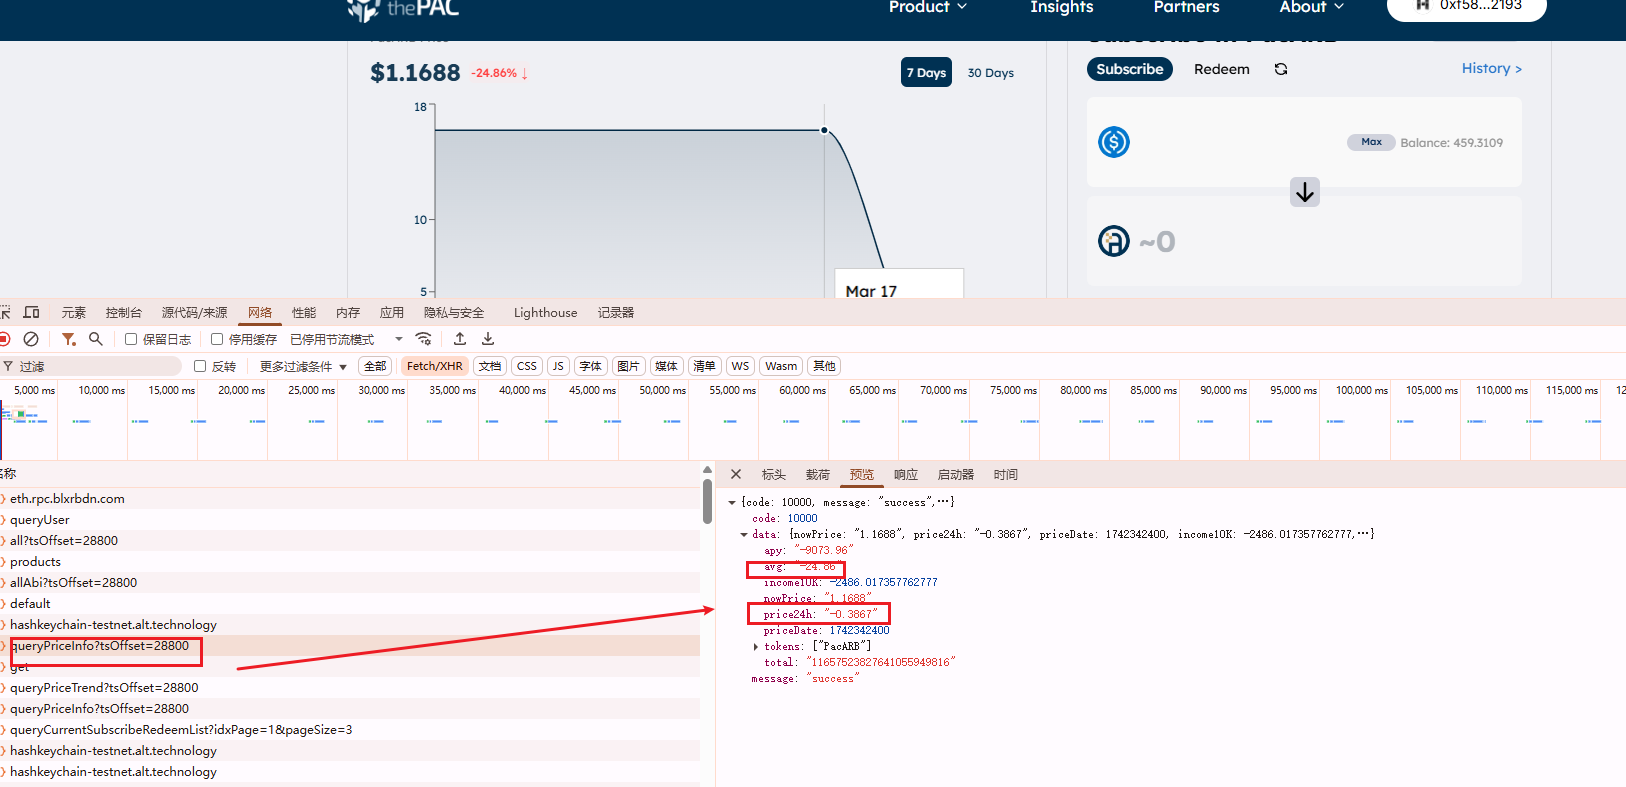 thePAC
Product
Insights
Partners
About
0xf58...2193
$1.1688 -24.86% ↓
7 Days
30 Days
Subscribe
Redeem
History >
18
10
5
Max
Balance: 459.3109
~0
Mar 17
元素
控制台
源代码/来源
网络
性能
内存
应用
隐私与安全
Lighthouse
记录器
保留日志
停用缓存
已停用节流模式
过滤
反转
更多过滤条件
全部
Fetch/XHR
文档
CSS
JS
字体
图片
媒体
清单
WS
Wasm
其他
5,000 ms
10,000 ms
15,000 ms
20,000 ms
25,000 ms
30,000 ms
35,000 ms
40,000 ms
45,000 ms
50,000 ms
55,000 ms
60,000 ms
65,000 ms
70,000 ms
75,000 ms
80,000 ms
85,000 ms
90,000 ms
95,000 ms
100,000 ms
105,000 ms
110,000 ms
115,000 ms
名称
eth.rpc.blxrbdn.com
queryUser
all?tsOffset=28800
products
allAbi?tsOffset=28800
default
hashkeychain-testnet.alt.technology
queryPriceInfo?tsOffset=28800
get
queryPriceTrend?tsOffset=28800
queryPriceInfo?tsOffset=28800
queryCurrentSubscribeRedeemList?idxPage=1&pageSize=3
hashkeychain-testnet.alt.technology
hashkeychain-testnet.alt.technology
标头
载荷
预览
响应
启动器
时间
{code: 10000, message: "success",…}
code: 10000
data: {nowPrice: "1.1688", price24h: "-0.3867", priceDate: 1742342400, income10K: -2486.017357762777,…}
apy: "-9073.96"
avg: "-24.86"
income10K: -2486.017357762777
nowPrice: "1.1688"
price24h: "-0.3867"
priceDate: 1742342400
tokens: ["PacARB"]
total: "1165752382764105594981​6"
message: "success"